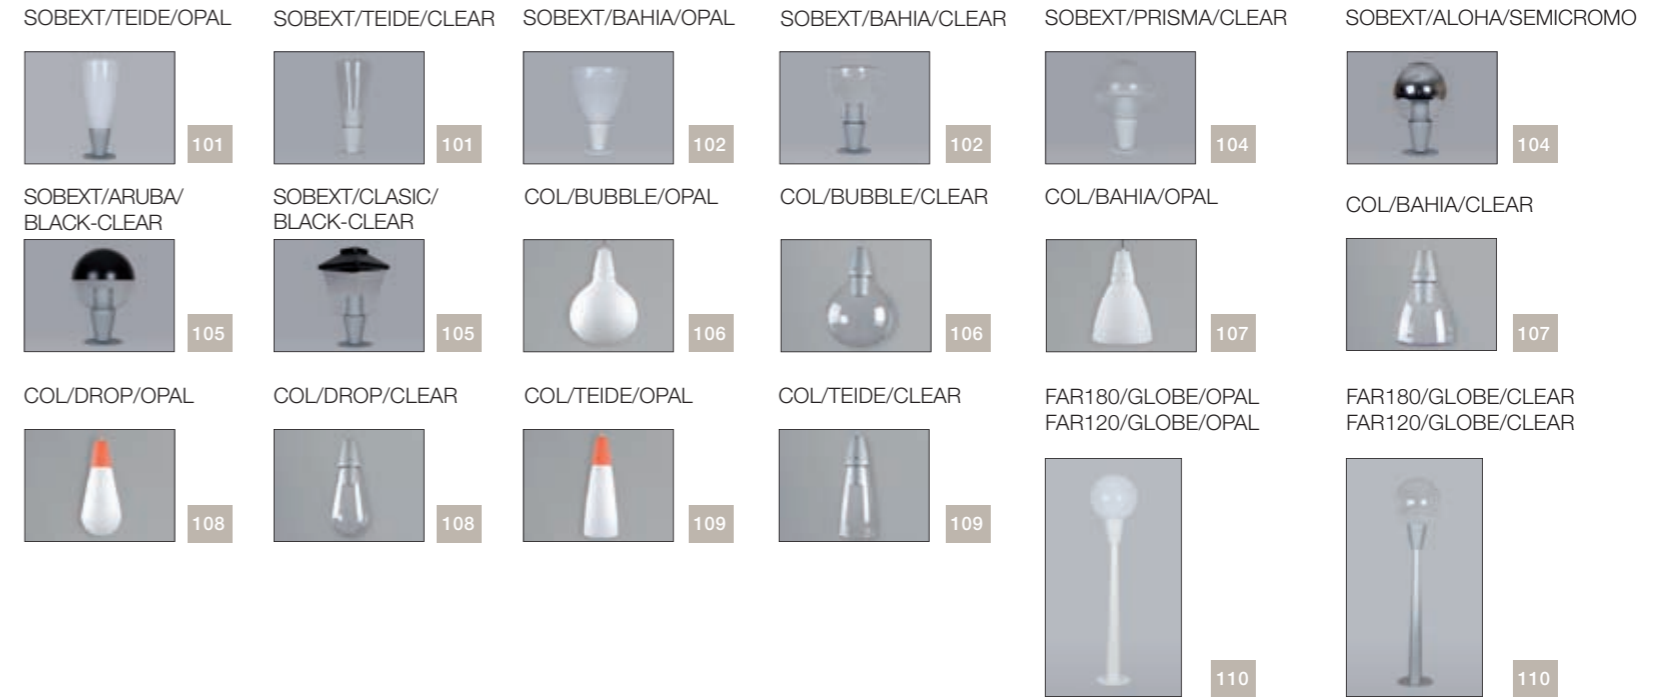 SOBEXT/TEIDE/OPAL
101
SOBEXT/TEIDE/CLEAR
101
SOBEXT/BAHIA/OPAL
102
SOBEXT/BAHIA/CLEAR
102
SOBEXT/PRISMA/CLEAR
104
SOBEXT/ALOHA/SEMICROMO
104
SOBEXT/ARUBA/
BLACK-CLEAR
105
SOBEXT/CLASIC/
BLACK-CLEAR
105
COL/BUBBLE/OPAL
106
COL/BUBBLE/CLEAR
106
COL/BAHIA/OPAL
107
COL/BAHIA/CLEAR
107
COL/DROP/OPAL
108
COL/DROP/CLEAR
108
COL/TEIDE/OPAL
109
COL/TEIDE/CLEAR
109
FAR180/GLOBE/OPAL
FAR120/GLOBE/OPAL
110
FAR180/GLOBE/CLEAR
FAR120/GLOBE/CLEAR
110